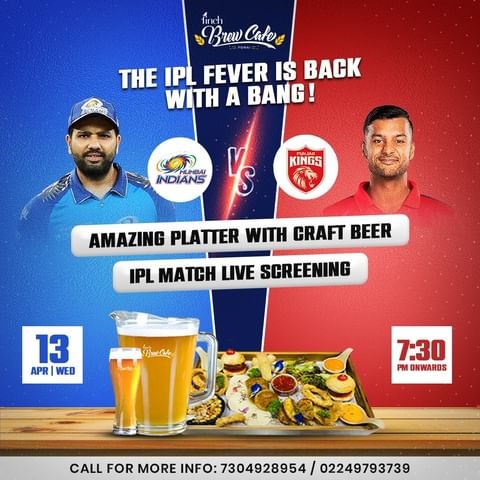 finch
Brew Cafe
POWAI
THE IPL FEVER IS BACK
WITH A BANG!
MUMBAI
INDIANS
VS
PUNJAB
KINGS
AMAZING PLATTER WITH CRAFT BEER
IPL MATCH LIVE SCREENING
13
APR | WED
Brew Cafe
7:30
PM ONWARDS
CALL FOR MORE INFO: 7304928954 / 02249793739